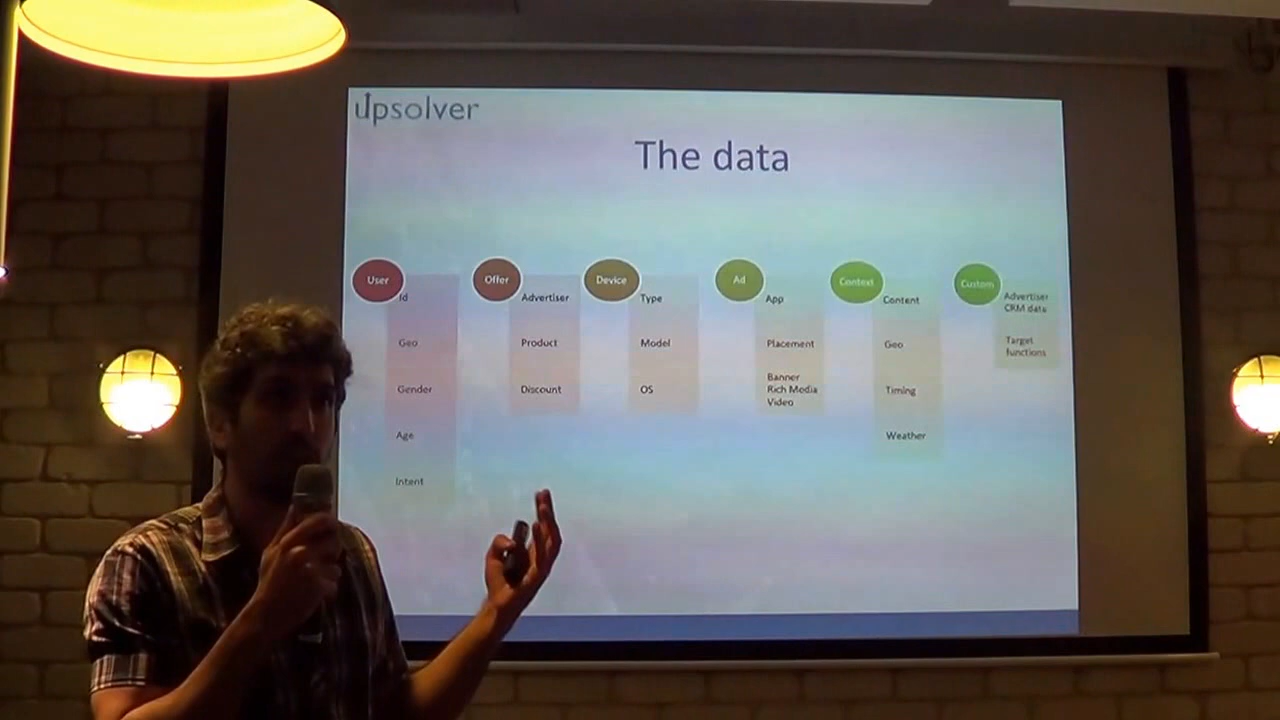 upsolver
The data
User
Id
Geo
Gender
Age
Intent
Offer
Advertiser
Product
Discount
Device
Type
Model
OS
Ad
App
Placement
Banner
Rich Media
Video
Context
Content
Geo
Timing
Weather
Custom
Advertiser
CRM data
Target
functions